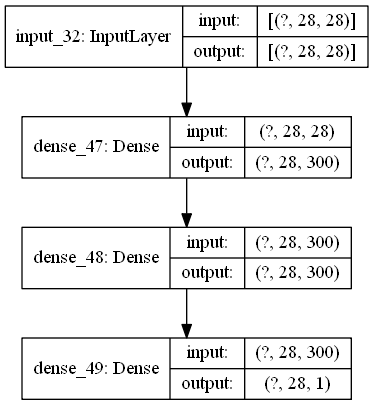 input_32: InputLayer
input: [(?, 28, 28)]
output: [(?, 28, 28)]
dense_47: Dense
input: (?, 28, 28)
output: (?, 28, 300)
dense_48: Dense
input: (?, 28, 300)
output: (?, 28, 300)
dense_49: Dense
input: (?, 28, 300)
output: (?, 28, 1)